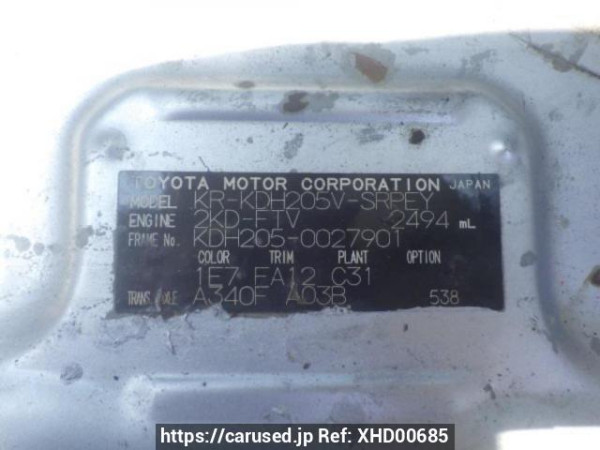 TOYOTA MOTOR CORPORATION JAPAN
MODEL KR-KDH205V-SRPEY
ENGINE 2KD-FTV 2494 mL
FRAME No. KDH205-0027901
COLOR TRIM PLANT OPTION
1E7 FA12 C31
TRANS./AXLE A340F A03B 538
https://carused.jp Ref: XHD00685